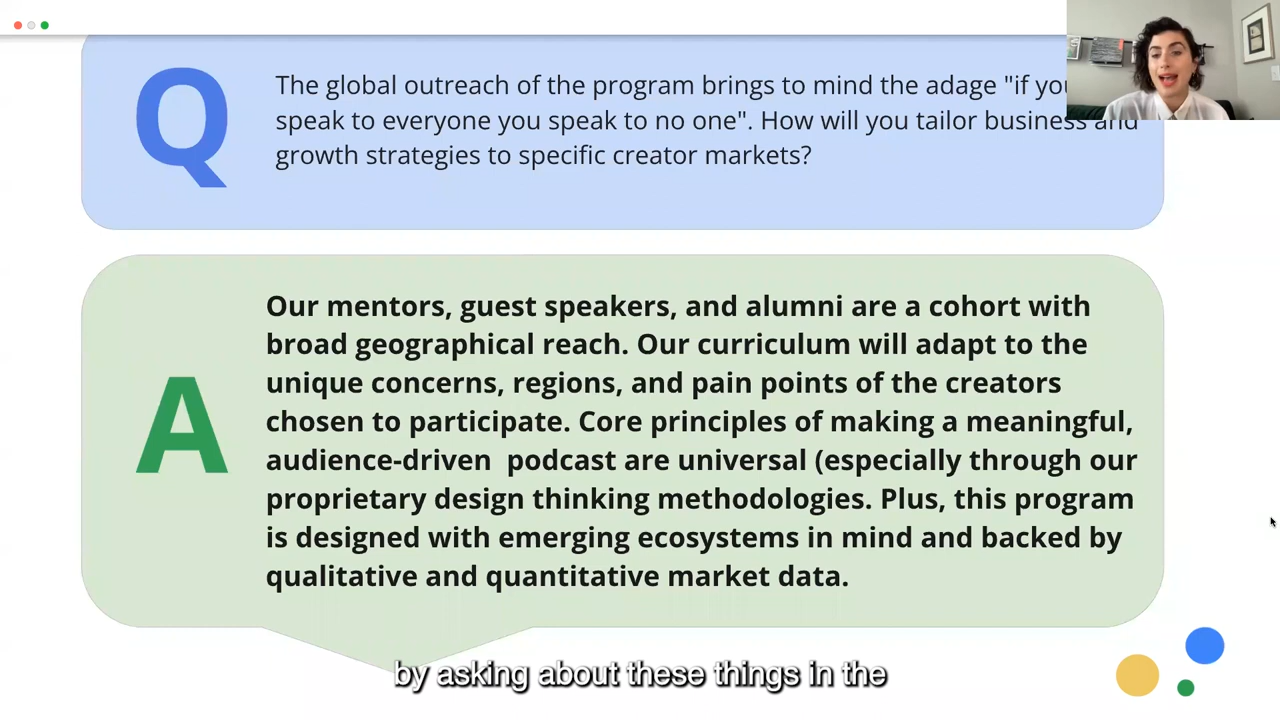 Q
The global outreach of the program brings to mind the adage "if you
speak to everyone you speak to no one". How will you tailor business and
growth strategies to specific creator markets?
A
Our mentors, guest speakers, and alumni are a cohort with
broad geographical reach. Our curriculum will adapt to the
unique concerns, regions, and pain points of the creators
chosen to participate. Core principles of making a meaningful,
audience-driven  podcast are universal (especially through our
proprietary design thinking methodologies. Plus, this program
is designed with emerging ecosystems in mind and backed by
qualitative and quantitative market data.
by asking about these things in the